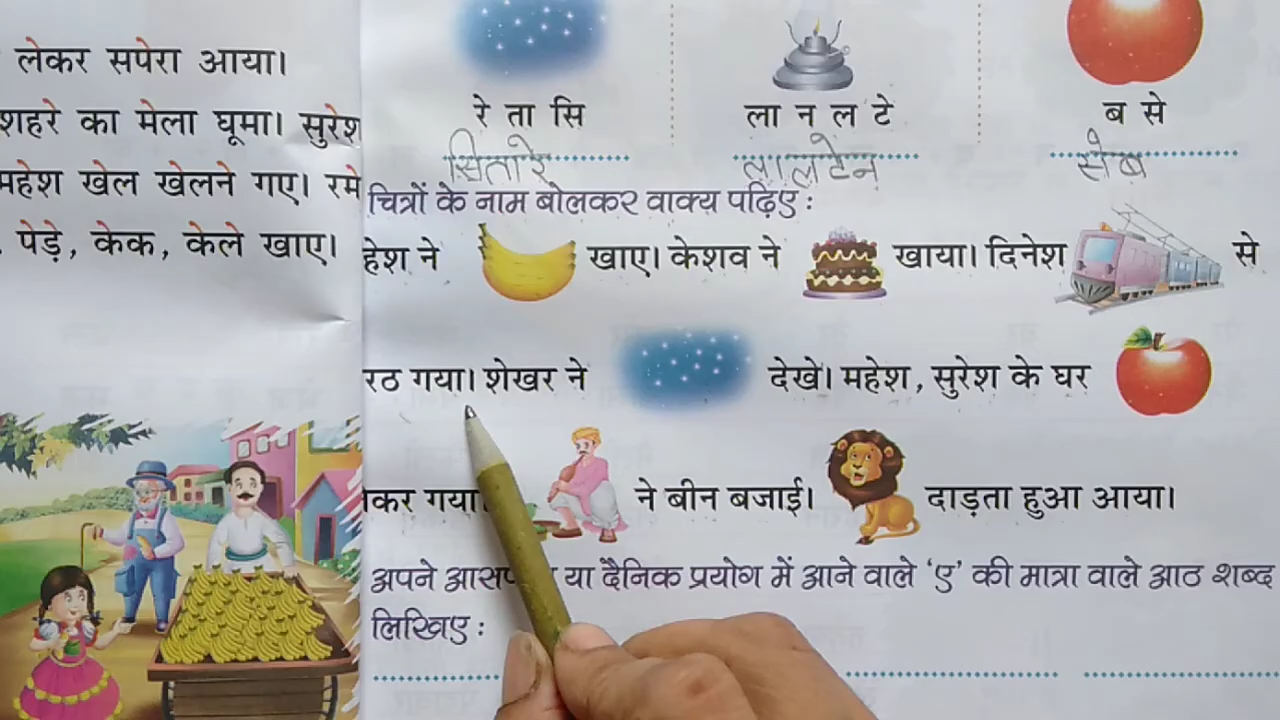 लेकर सपेरा आया।
शहरे का मेला घूमा। सुरेश
महेश खेल खेलने गए। रमे
पेड़े, केक, केले खाए।
रे ता सि
ला न ल टे
ब से
सितारे
लालटेन
सेब
चित्रों के नाम बोलकर वाक्य पढ़िए :
हेश ने खाए। केशव ने खाया। दिनेश से
रठ गया। शेखर ने देखे। महेश, सुरेश के घर
कर गया। ने बीन बजाई। दाड़ता हुआ आया।
अपने या दैनिक प्रयोग में आने वाले ‘ए’ की मात्रा वाले आठ शब्द
लिखिए :